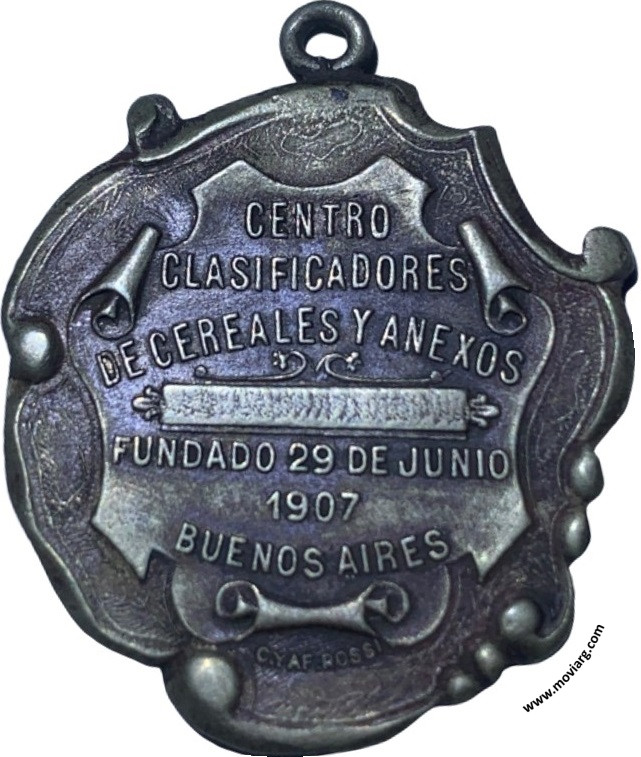 CENTRO
CLASIFICADORES
DE CEREALES Y ANEXOS
FUNDADO 29 DE JUNIO
1907
BUENOS AIRES
C. Y A. F. ROSSI
www.moviarg.com